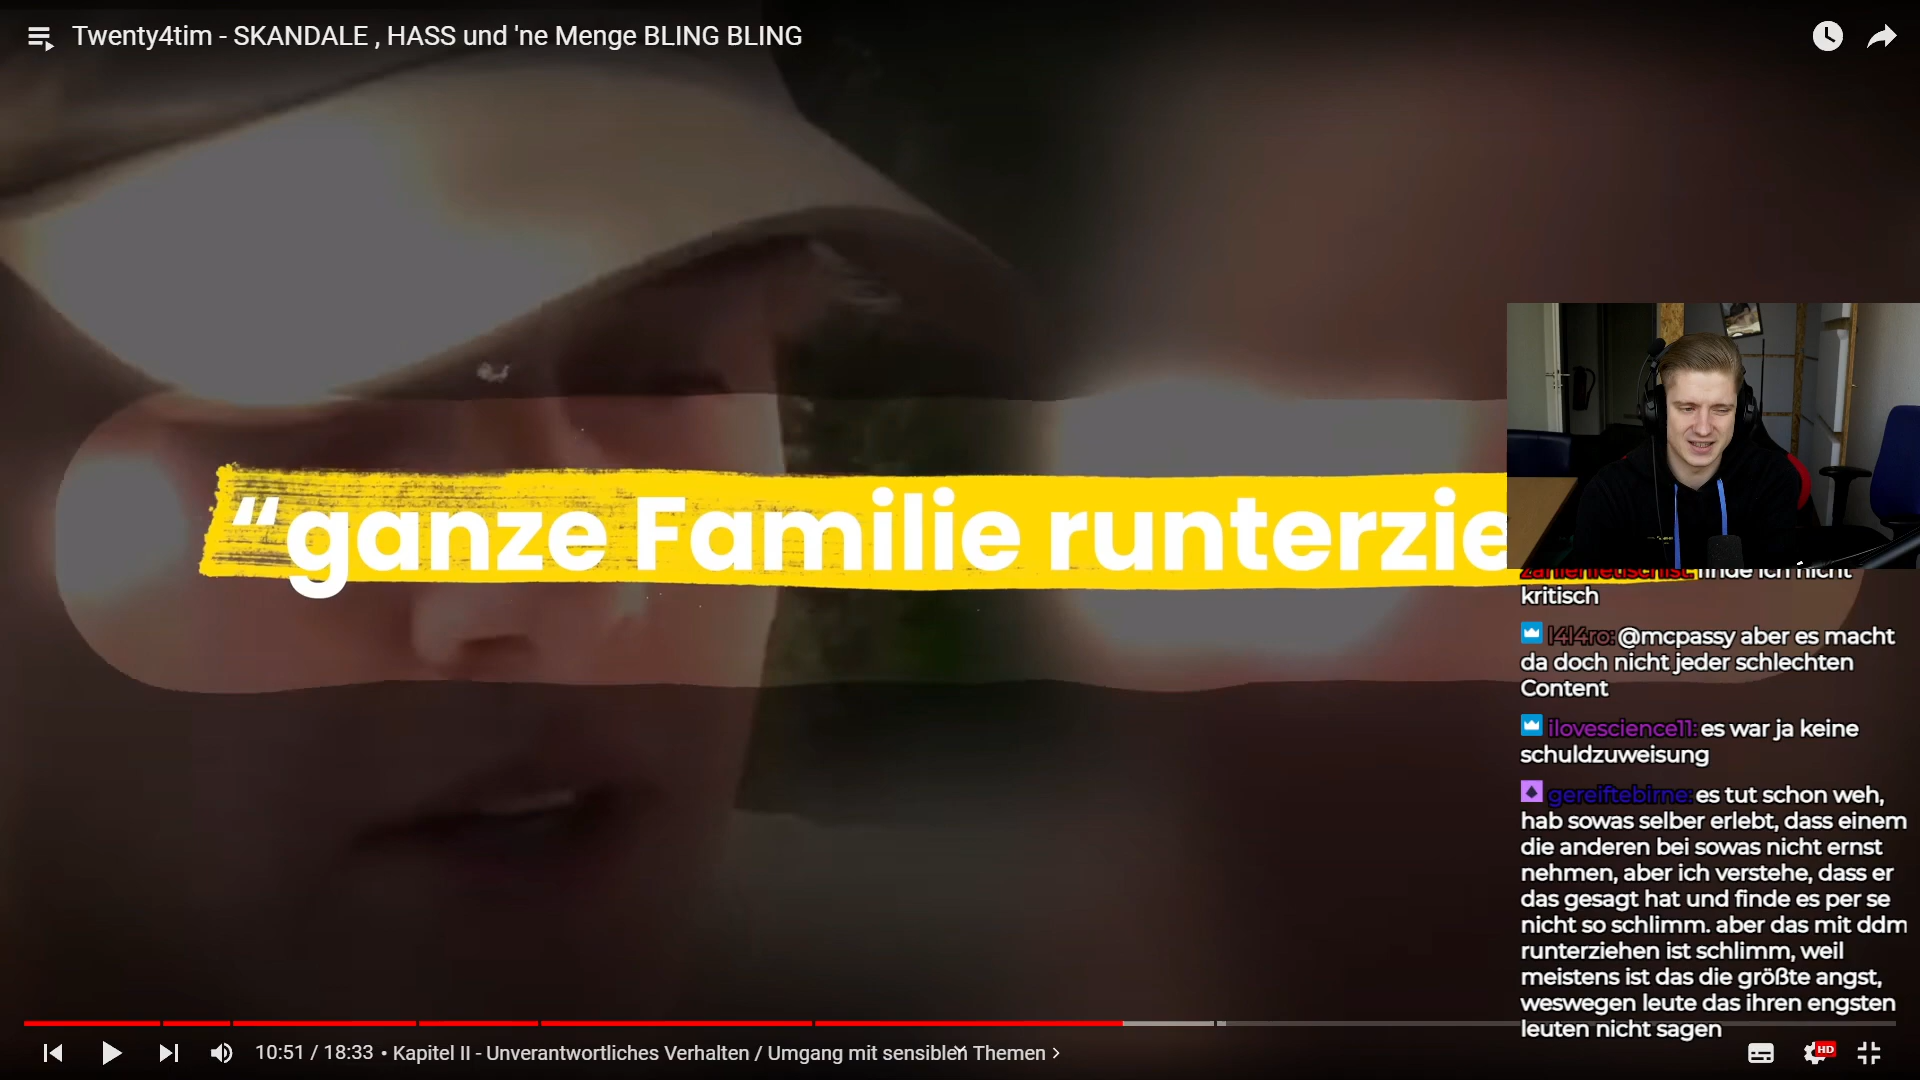 Twenty4tim - SKANDALE , HASS und 'ne Menge BLING BLING
“ganze Familie runterzie
zahlenfetischist: finde ich nicht
kritisch
l4l4ro: @mcpassy aber es macht
da doch nicht jeder schlechten
Content
ilovescience11: es war ja keine
schuldzuweisung
gereiftebirne: es tut schon weh,
hab sowas selber erlebt, dass einem
die anderen bei sowas nicht ernst
nehmen, aber ich verstehe, dass er
das gesagt hat und finde es per se
nicht so schlimm. aber das mit ddm
runterziehen ist schlimm, weil
meistens ist das die größte angst,
weswegen leute das ihren engsten
leuten nicht sagen
10:51 / 18:33 • Kapitel II - Unverantwortliches Verhalten / Umgang mit sensiblen Themen
HD